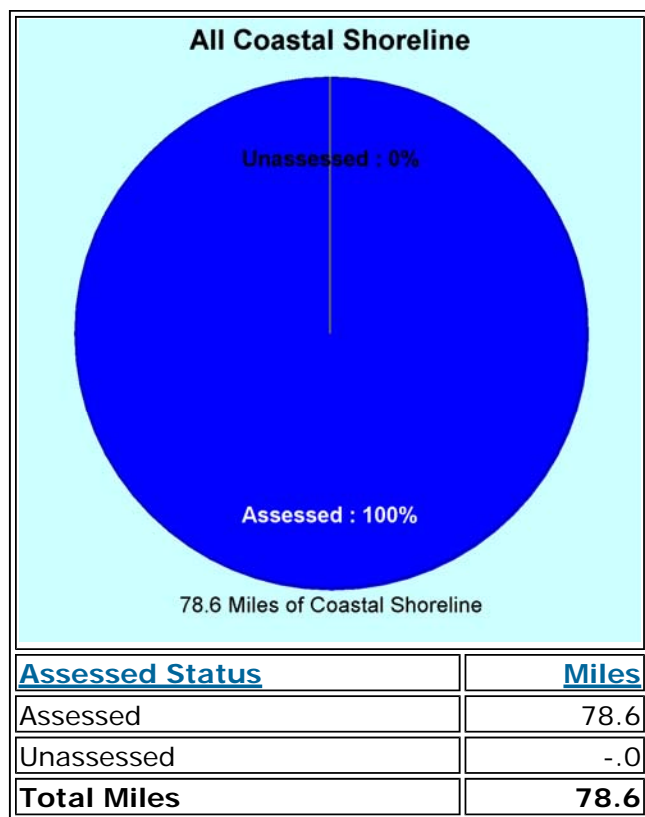 All Coastal Shoreline
Unassessed : 0%
Assessed : 100%
78.6 Miles of Coastal Shoreline
Assessed Status Miles
Assessed 78.6
Unassessed -.0
Total Miles 78.6